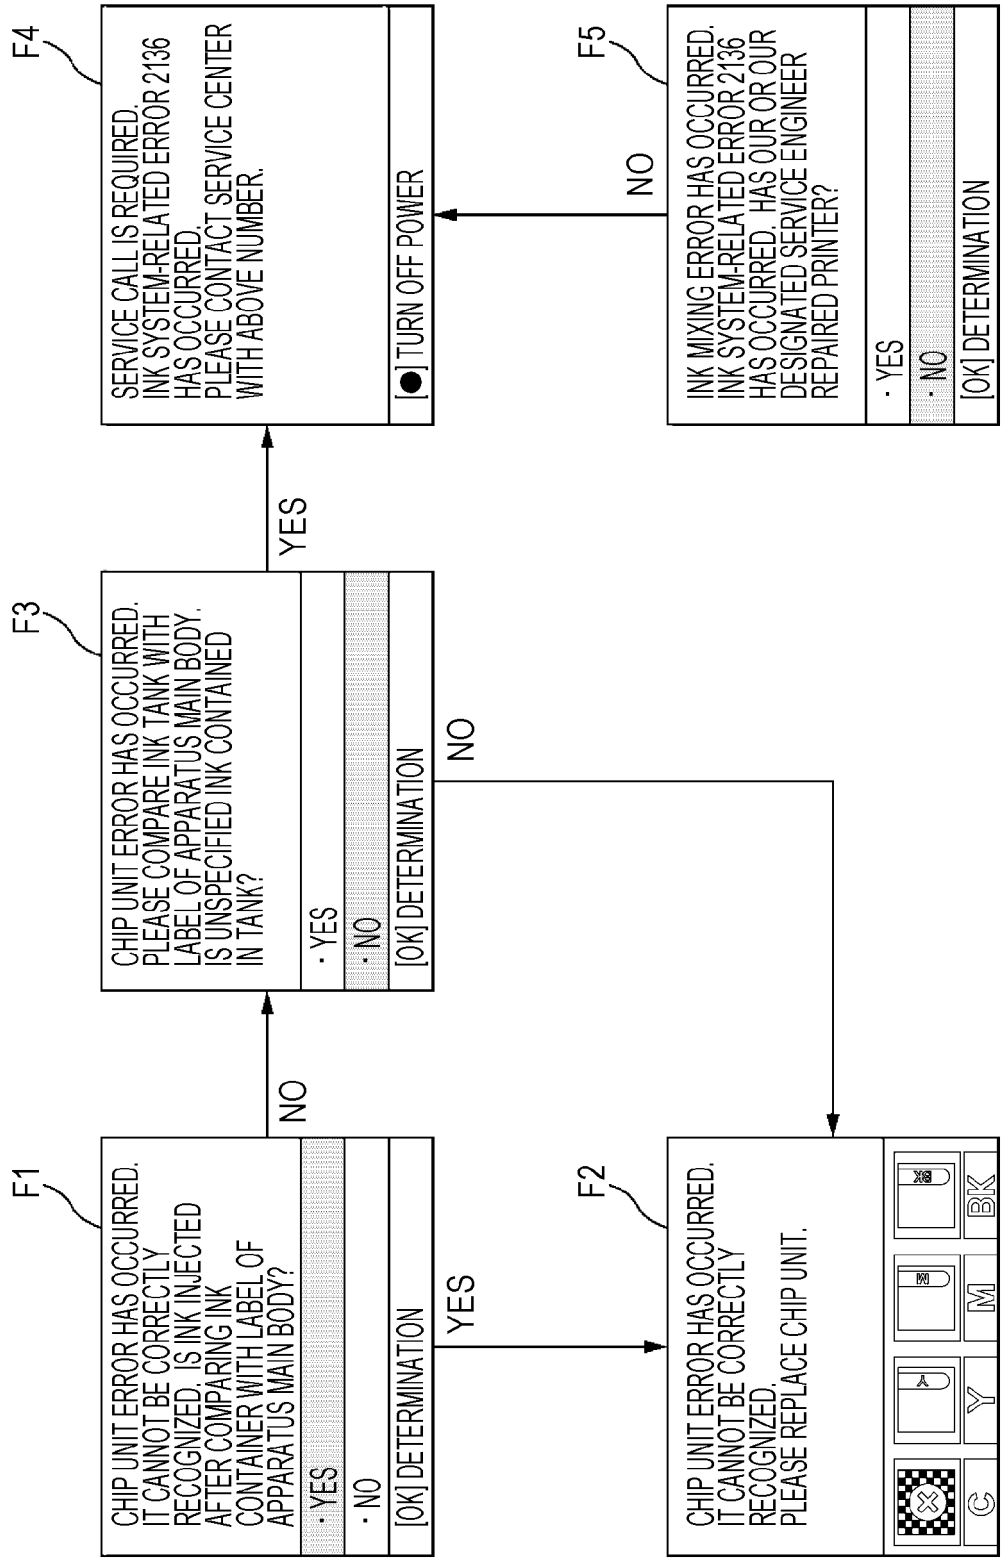 F1
CHIP UNIT ERROR HAS OCCURRED.
IT CANNOT BE CORRECTLY
RECOGNIZED. IS INK INJECTED
AFTER COMPARING INK
CONTAINER WITH LABEL OF
APPARATUS MAIN BODY?
· YES
· NO
[OK] DETERMINATION
NO
YES
F3
CHIP UNIT ERROR HAS OCCURRED.
PLEASE COMPARE INK TANK WITH
LABEL OF APPARATUS MAIN BODY.
IS UNSPECIFIED INK CONTAINED
IN TANK?
· YES
· NO
[OK] DETERMINATION
YES
NO
F4
SERVICE CALL IS REQUIRED.
INK SYSTEM-RELATED ERROR 2136
HAS OCCURRED.
PLEASE CONTACT SERVICE CENTER
WITH ABOVE NUMBER.
[●] TURN OFF POWER
F2
CHIP UNIT ERROR HAS OCCURRED.
IT CANNOT BE CORRECTLY
RECOGNIZED.
PLEASE REPLACE CHIP UNIT.
Y
M
BK
C
Y
M
BK
F5
INK MIXING ERROR HAS OCCURRED.
INK SYSTEM-RELATED ERROR 2136
HAS OCCURRED. HAS OUR OR OUR
DESIGNATED SERVICE ENGINEER
REPAIRED PRINTER?
· YES
· NO
[OK] DETERMINATION
NO